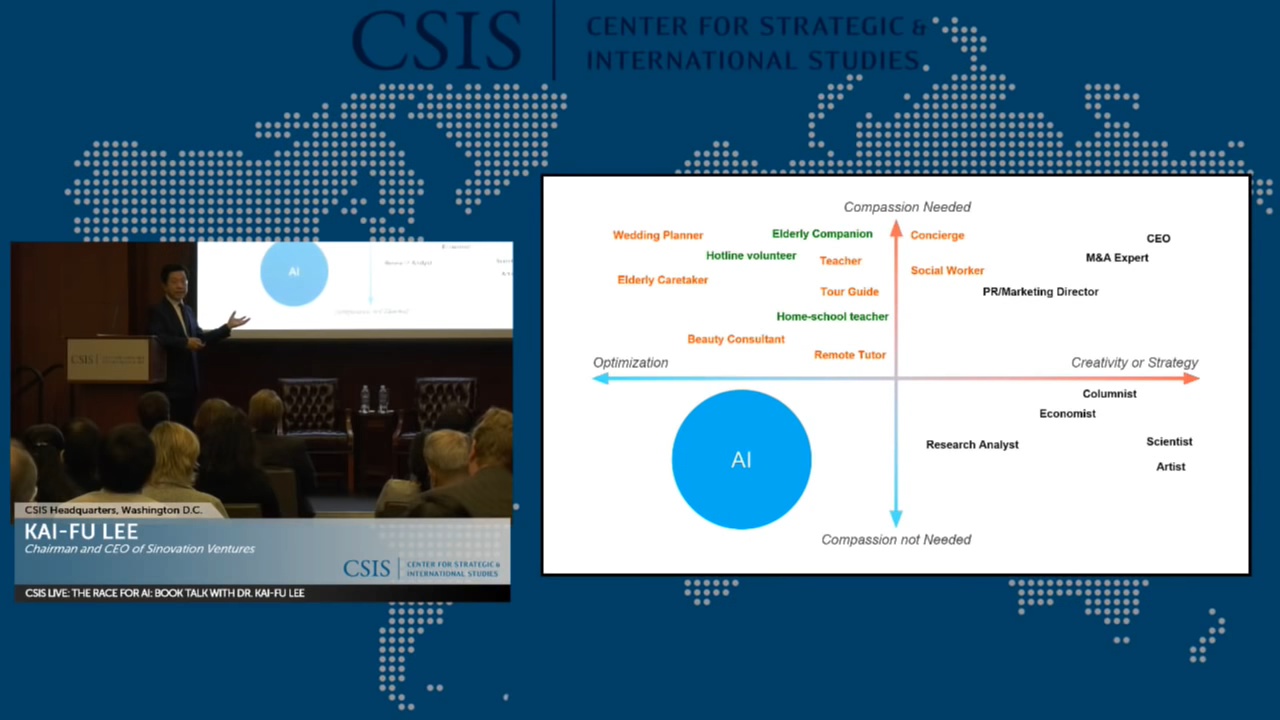 CSIS
CENTER FOR STRATEGIC &
INTERNATIONAL STUDIES
AI
CSIS
CSIS Headquarters, Washington D.C.
KAI-FU LEE
Chairman and CEO of Sinovation Ventures
CSIS
CENTER FOR STRATEGIC &
INTERNATIONAL STUDIES
CSIS LIVE: THE RACE FOR AI: BOOK TALK WITH DR. KAI-FU LEE
Compassion Needed
Wedding Planner
Elderly Companion
Concierge
CEO
Hotline volunteer
Teacher
M&A Expert
Elderly Caretaker
Social Worker
Tour Guide
PR/Marketing Director
Home-school teacher
Beauty Consultant
Remote Tutor
Optimization
Creativity or Strategy
Columnist
Economist
Research Analyst
Scientist
AI
Artist
Compassion not Needed